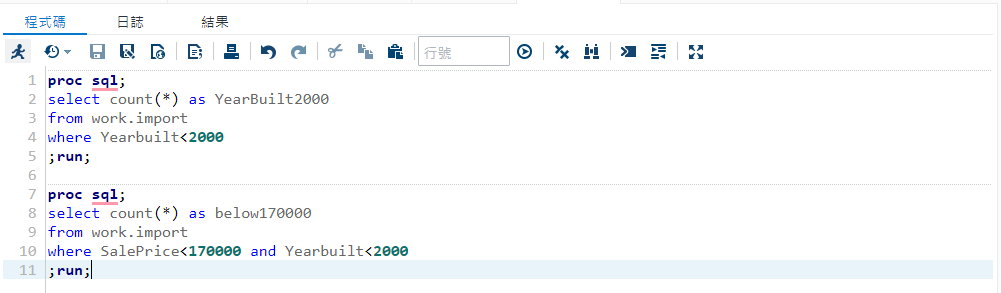 程式碼 日誌 結果
行號
1 proc sql;
2 select count(*) as YearBuilt2000
3 from work.import
4 where Yearbuilt<2000
5 ;run;
6
7 proc sql;
8 select count(*) as below170000
9 from work.import
10 where SalePrice<170000 and Yearbuilt<2000
11 ;run;